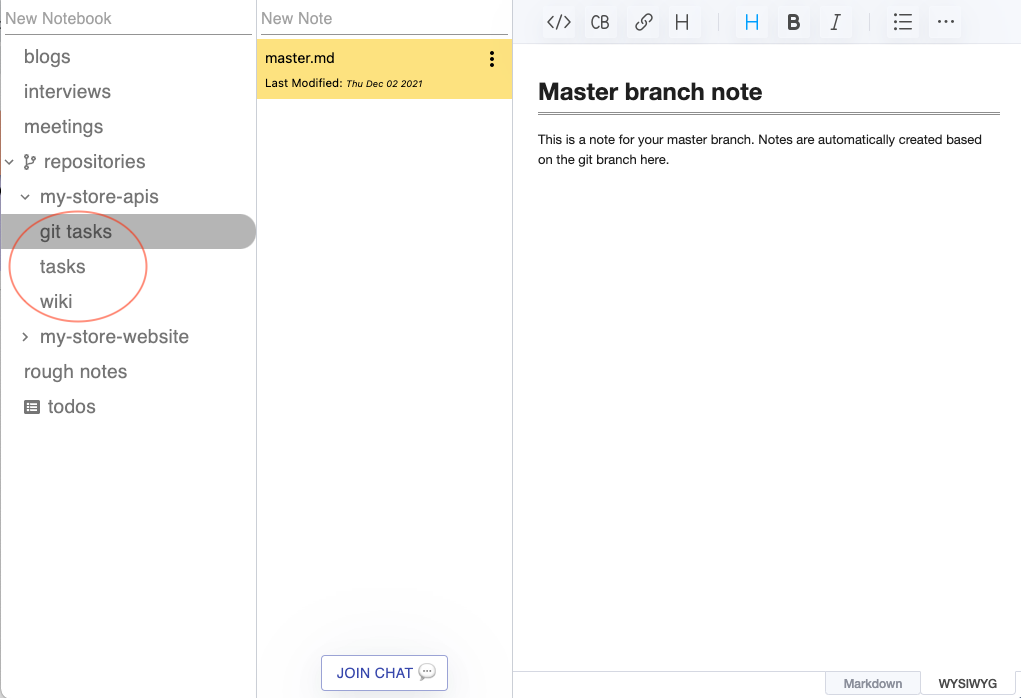 New Notebook
blogs
interviews
meetings
repositories
my-store-apis
git tasks
tasks
wiki
my-store-website
rough notes
todos
New Note
master.md
Last Modified: Thu Dec 02 2021
JOIN CHAT
</> CB H H B I
Master branch note
This is a note for your master branch. Notes are automatically created based
on the git branch here.
Markdown WYSIWYG